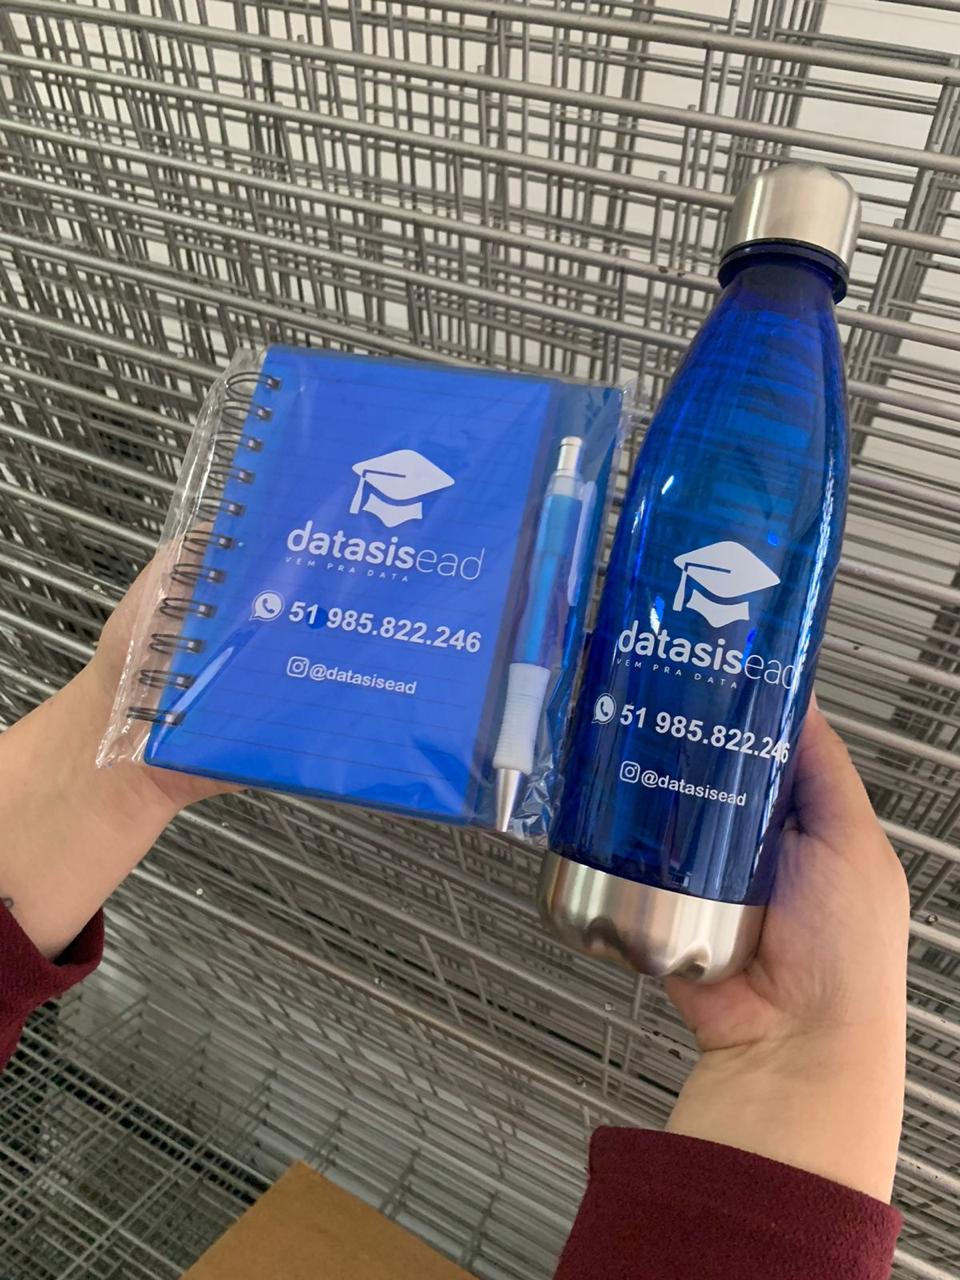 datasisead
VEM PRA DATA
51 985.822.246
@datasisead
datasisead
VEM PRA DATA
51 985.822.246
@datasisead